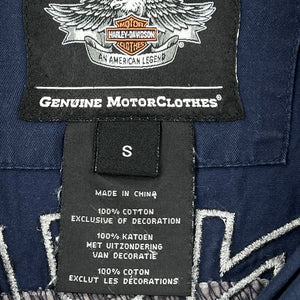 MOTOR
HARLEY-DAVIDSON
CLOTHES
AN AMERICAN LEGEND
GENUINE MOTORCLOTHES®
S
MADE IN CHINA
100% COTTON
EXCLUSIVE OF DECORATION
100% KATOEN
MET UITZONDERING
VAN DECORATIE
100% COTON
EXCLUT LES DÉCORATIONS